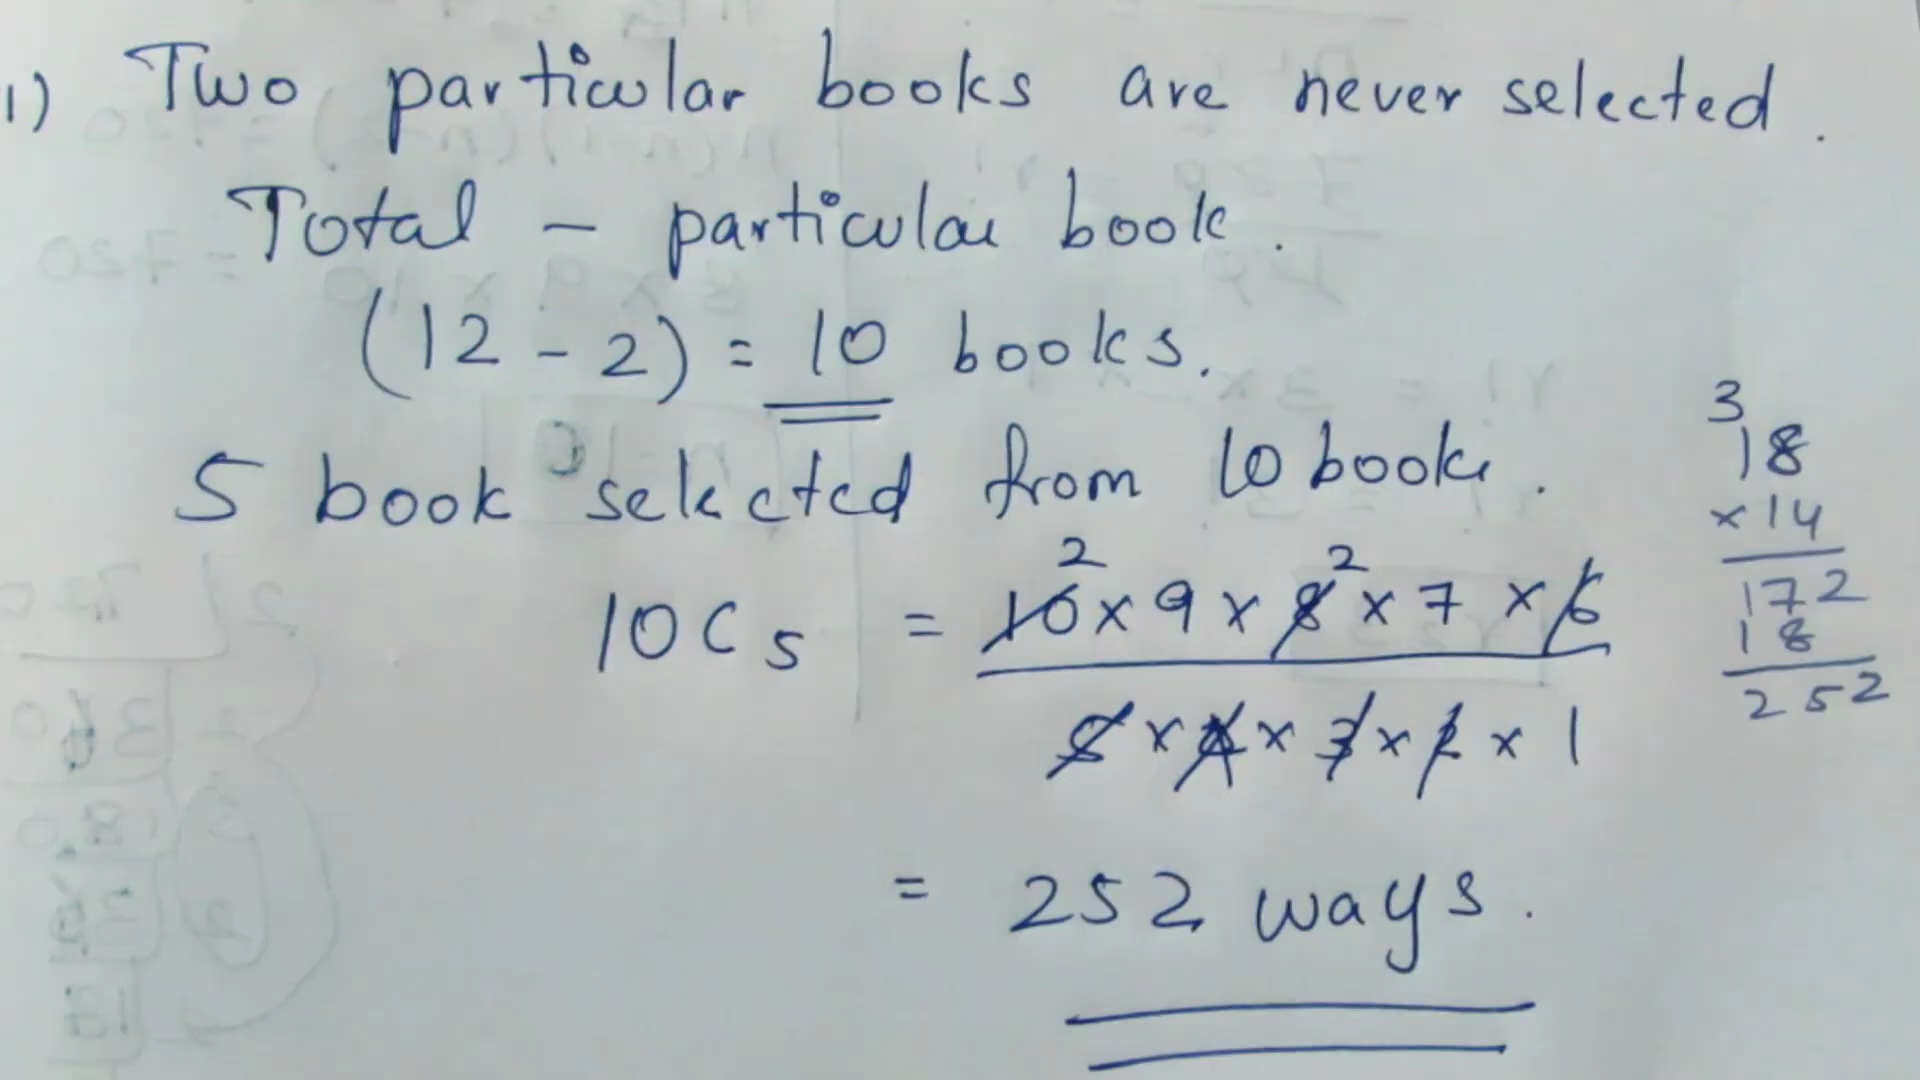 1) Two particular books are never selected.
Total - particular book.
(12 - 2) = 10 books.
5 book selected from 10 book.
10C5 = 10 2 x 9 x 8 2 x 7 x 6
5 x 4 x 3 x 2 x 1
= 252 ways.
3
18
x 14
172
18
252